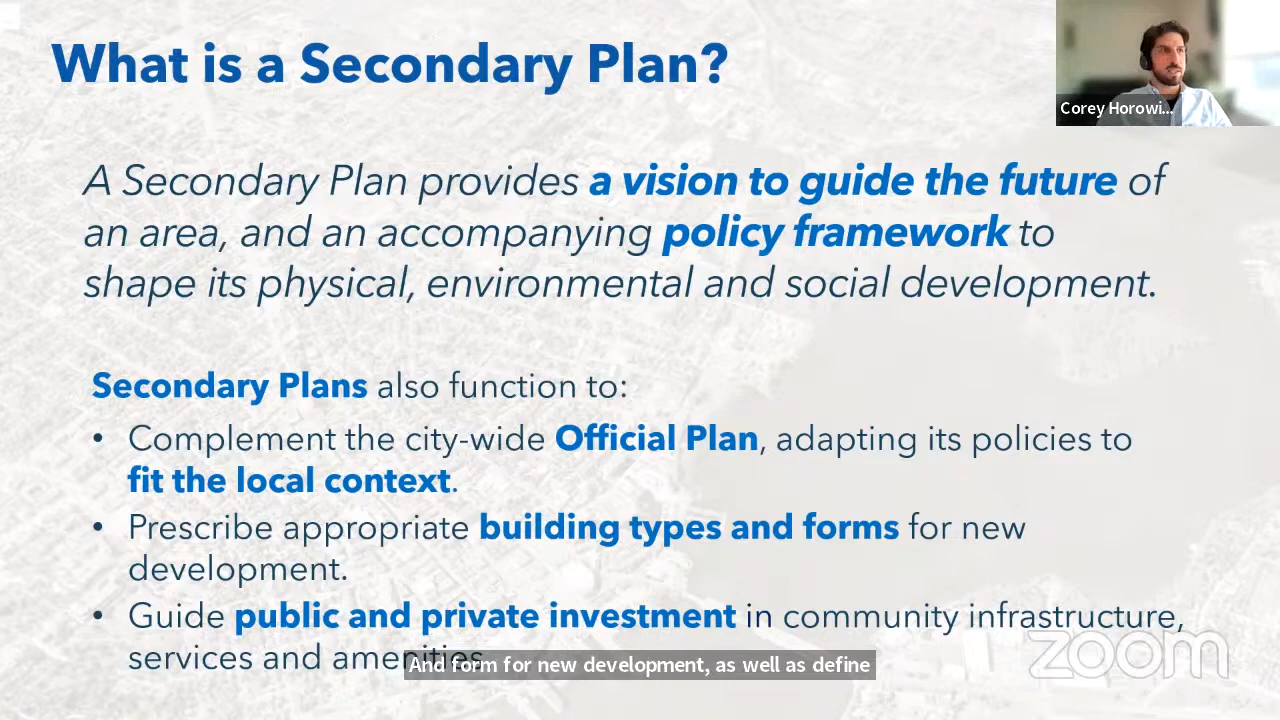 What is a Secondary Plan?
Corey Horowi...
A Secondary Plan provides a vision to guide the future of
an area, and an accompanying policy framework to
shape its physical, environmental and social development.
Secondary Plans also function to:
• Complement the city-wide Official Plan, adapting its policies to
fit the local context.
• Prescribe appropriate building types and forms for new
development.
• Guide public and private investment in community infrastructure,
services and amenities.
And form for new development, as well as define
zoom